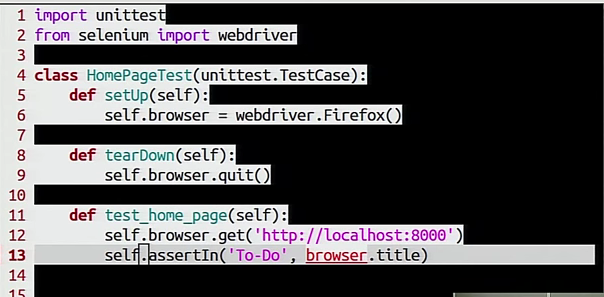 1 import unittest
2 from selenium import webdriver
3
4 class HomePageTest(unittest.TestCase):
5     def setUp(self):
6         self.browser = webdriver.Firefox()
7
8     def tearDown(self):
9         self.browser.quit()
10
11     def test_home_page(self):
12         self.browser.get('http://localhost:8000')
13         self.assertIn('To-Do', browser.title)
14
15